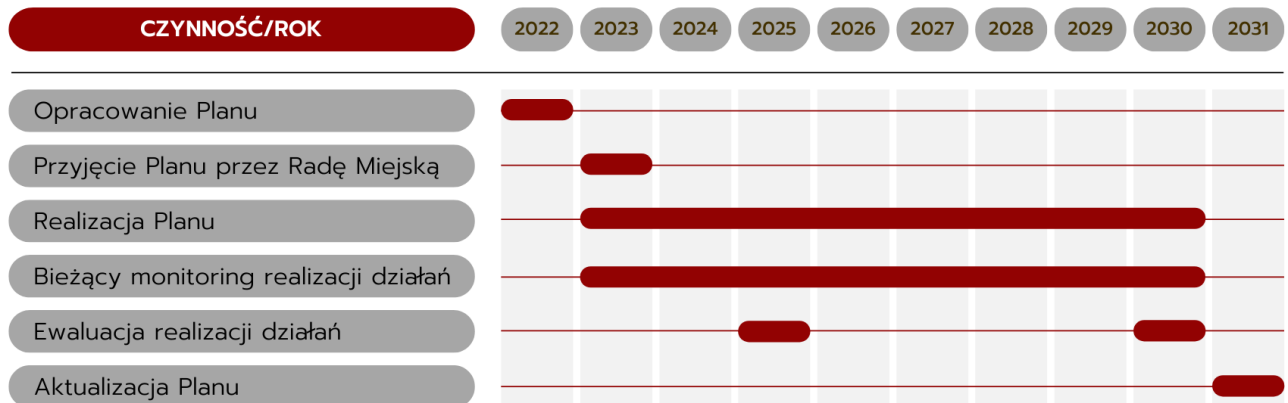 CZYNNOŚĆ/ROK 2022 2023 2024 2025 2026 2027 2028 2029 2030 2031
Opracowanie Planu
Przyjęcie Planu przez Radę Miejską
Realizacja Planu
Bieżący monitoring realizacji działań
Ewaluacja realizacji działań
Aktualizacja Planu